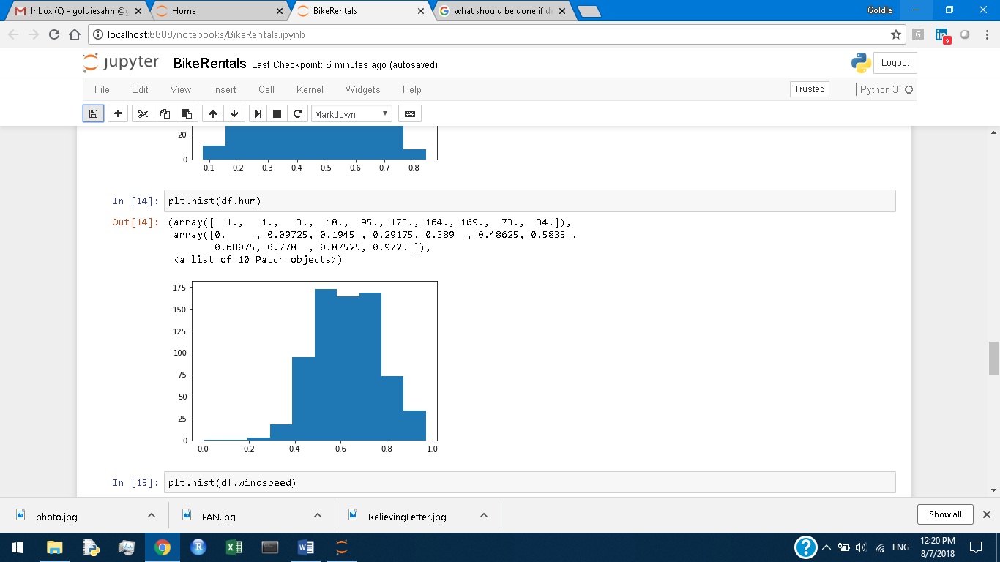 Inbox (6) - goldiesahni@g
Home
BikeRentals
what should be done if d
Goldie
localhost:8888/notebooks/BikeRentals.ipynb
G
in
9
jupyter BikeRentals Last Checkpoint: 6 minutes ago (autosaved)
Logout
File Edit View Insert Cell Kernel Widgets Help
Trusted
Python 3
Markdown
20
0
0.1 0.2 0.3 0.4 0.5 0.6 0.7 0.8
In [14]: plt.hist(df.hum)
Out[14]: (array([  1.,   1.,   3.,  18.,  95., 173., 164., 169.,  73.,  34.]),
array([0.     , 0.09725, 0.1945 , 0.29175, 0.389  , 0.48625, 0.5835 ,
0.68075, 0.778  , 0.87525, 0.9725 ]),
<a list of 10 Patch objects>)
175
150
125
100
75
50
25
0
0.0 0.2 0.4 0.6 0.8 1.0
In [15]: plt.hist(df.windspeed)
photo.jpg
PAN.jpg
RelievingLetter.jpg
Show all
R
?
ENG
12:20 PM
8/7/2018